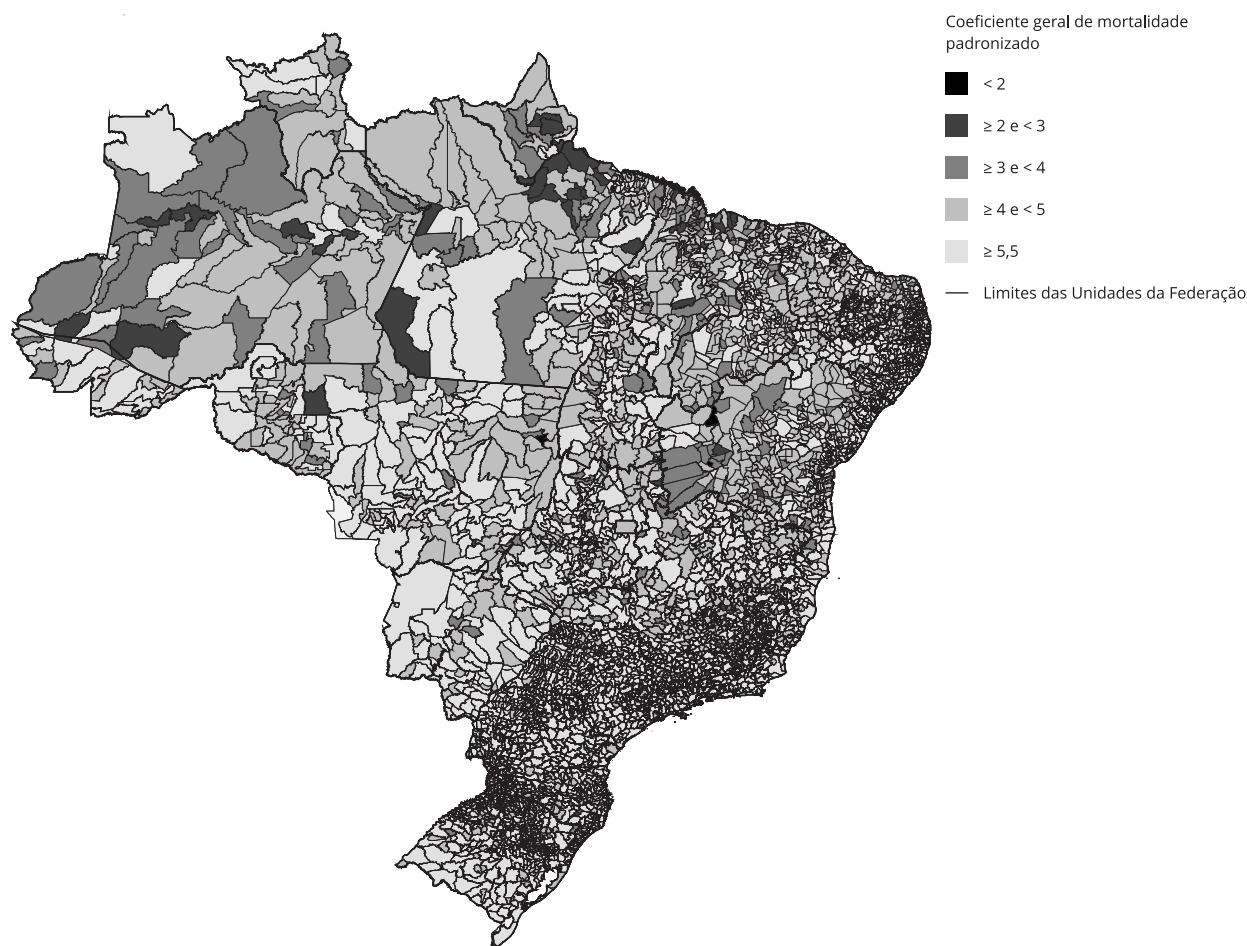 Coeficiente geral de mortalidade
padronizado
< 2
≥ 2 e < 3
≥ 3 e < 4
≥ 4 e < 5
≥ 5,5
Limites das Unidades da Federação